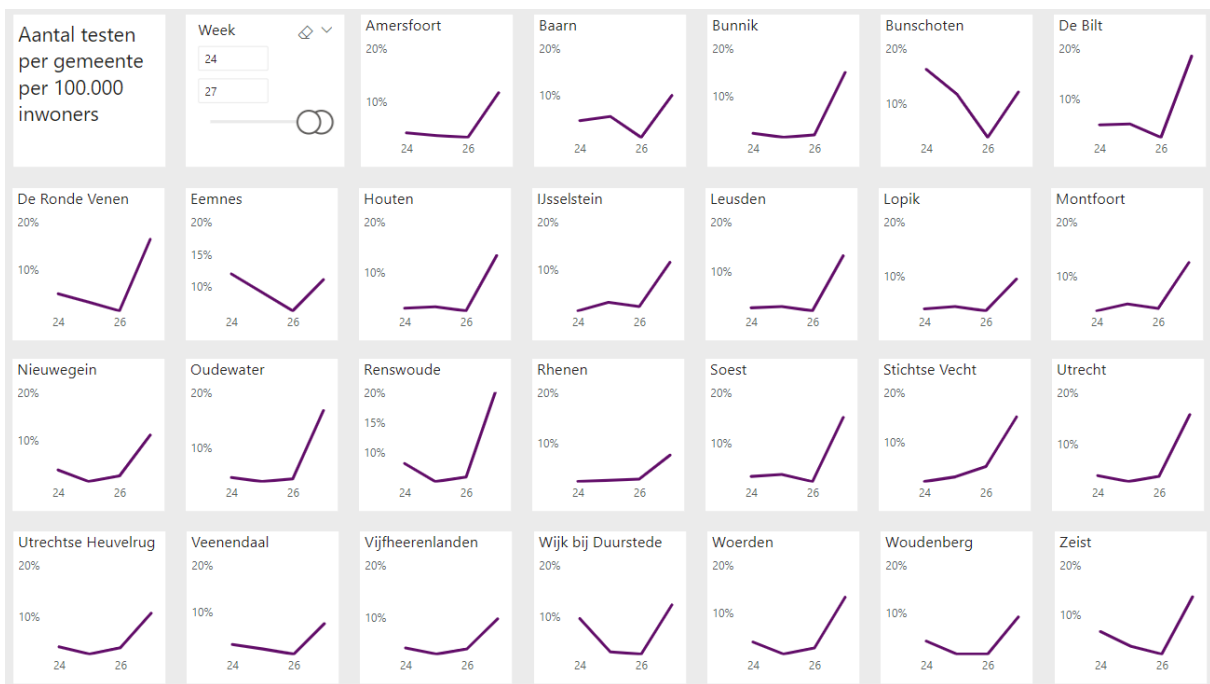 Aantal testen
per gemeente
per 100.000
inwoners
Week
24
27
Amersfoort
20%
10%
24 26
Baarn
20%
10%
24 26
Bunnik
20%
10%
24 26
Bunschoten
20%
10%
24 26
De Bilt
20%
10%
24 26
De Ronde Venen
20%
10%
24 26
Eemnes
20%
15%
10%
24 26
Houten
20%
10%
24 26
IJsselstein
20%
10%
24 26
Leusden
20%
10%
24 26
Lopik
20%
10%
24 26
Montfoort
20%
10%
24 26
Nieuwegein
20%
10%
24 26
Oudewater
20%
10%
24 26
Renswoude
20%
15%
10%
24 26
Rhenen
20%
10%
24 26
Soest
20%
10%
24 26
Stichtse Vecht
20%
10%
24 26
Utrecht
20%
10%
24 26
Utrechtse Heuvelrug
20%
10%
24 26
Veenendaal
20%
10%
24 26
Vijfheerenlanden
20%
10%
24 26
Wijk bij Duurstede
20%
10%
24 26
Woerden
20%
10%
24 26
Woudenberg
20%
10%
24 26
Zeist
20%
10%
24 26